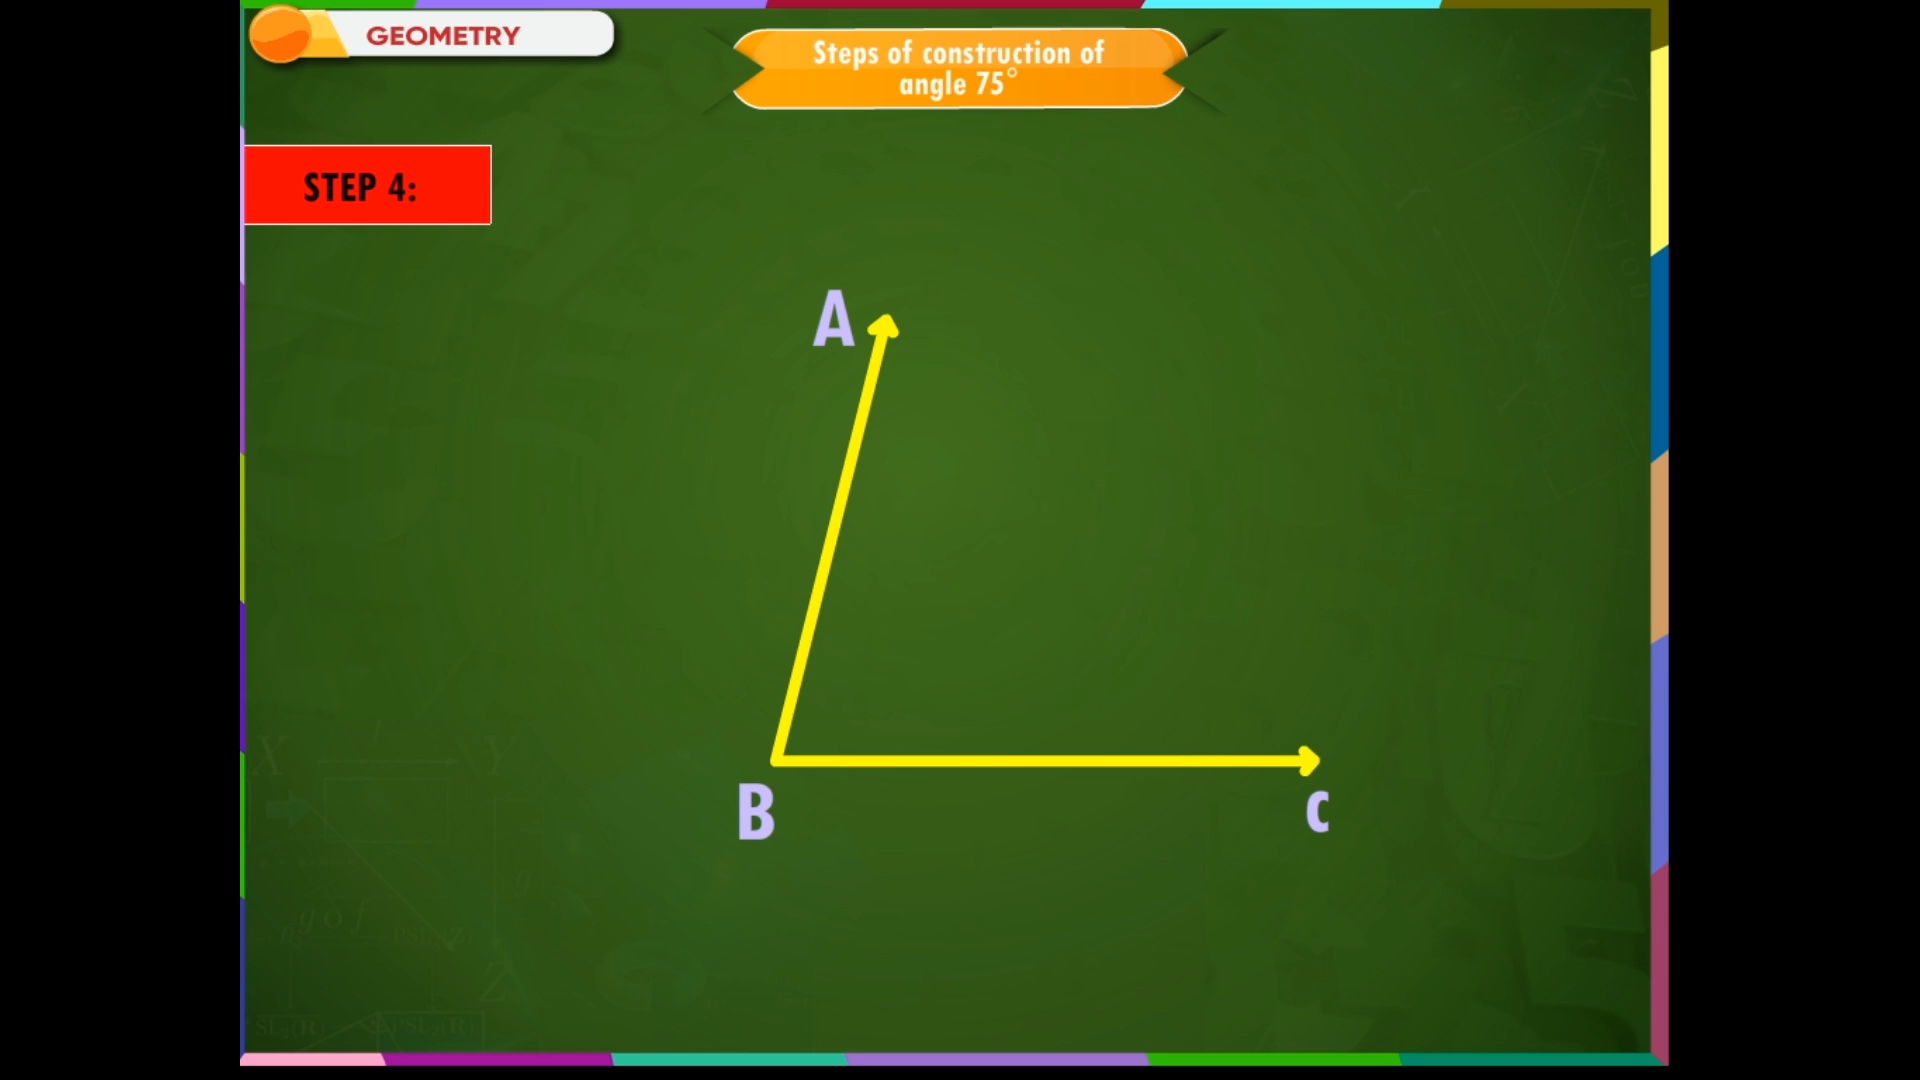 GEOMETRY
Steps of construction of
angle 75°
STEP 4:
A
B
c
X
Y
g o f
Z